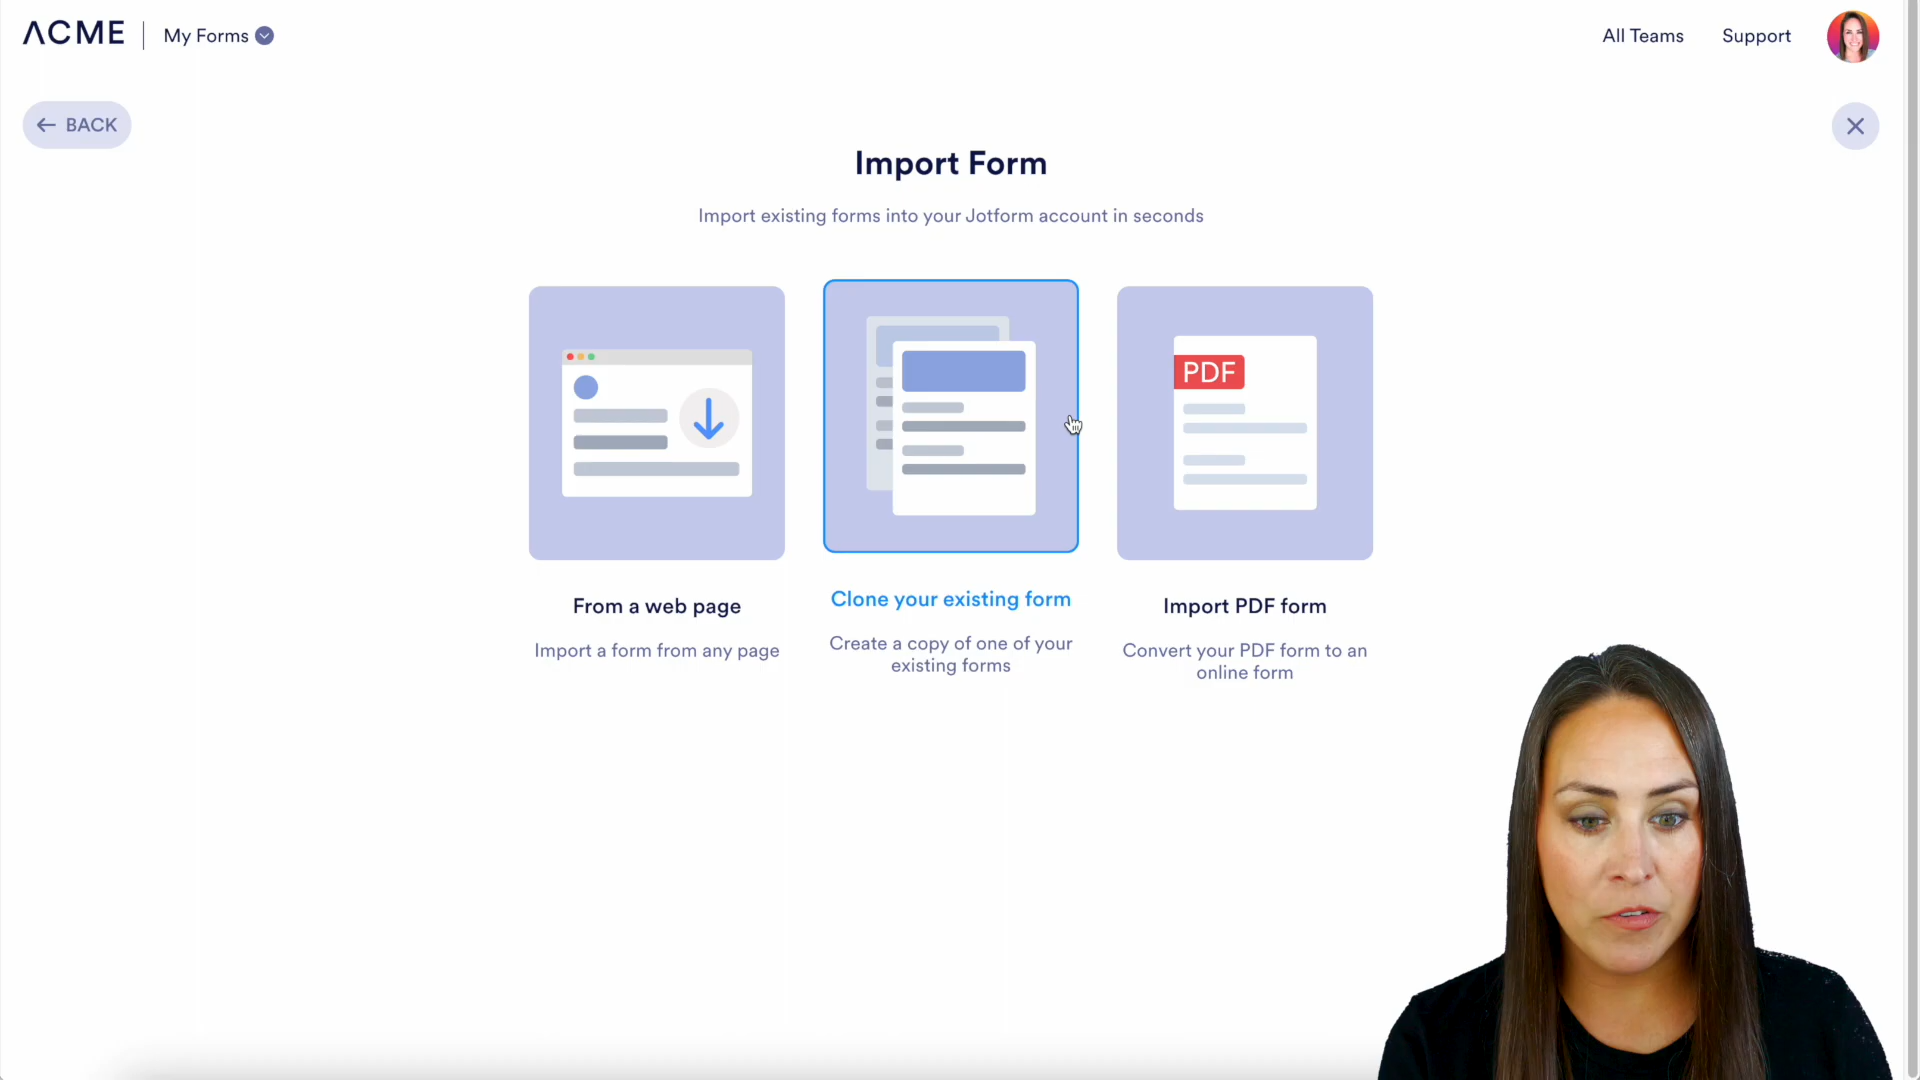 ACME
My Forms
All Teams
Support
BACK
Import Form
Import existing forms into your Jotform account in seconds
PDF
From a web page
Import a form from any page
Clone your existing form
Create a copy of one of your
existing forms
Import PDF form
Convert your PDF form to an
online form